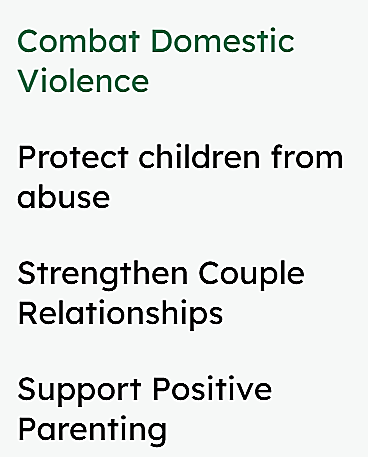 Combat Domestic
Violence
Protect children from
abuse
Strengthen Couple
Relationships
Support Positive
Parenting